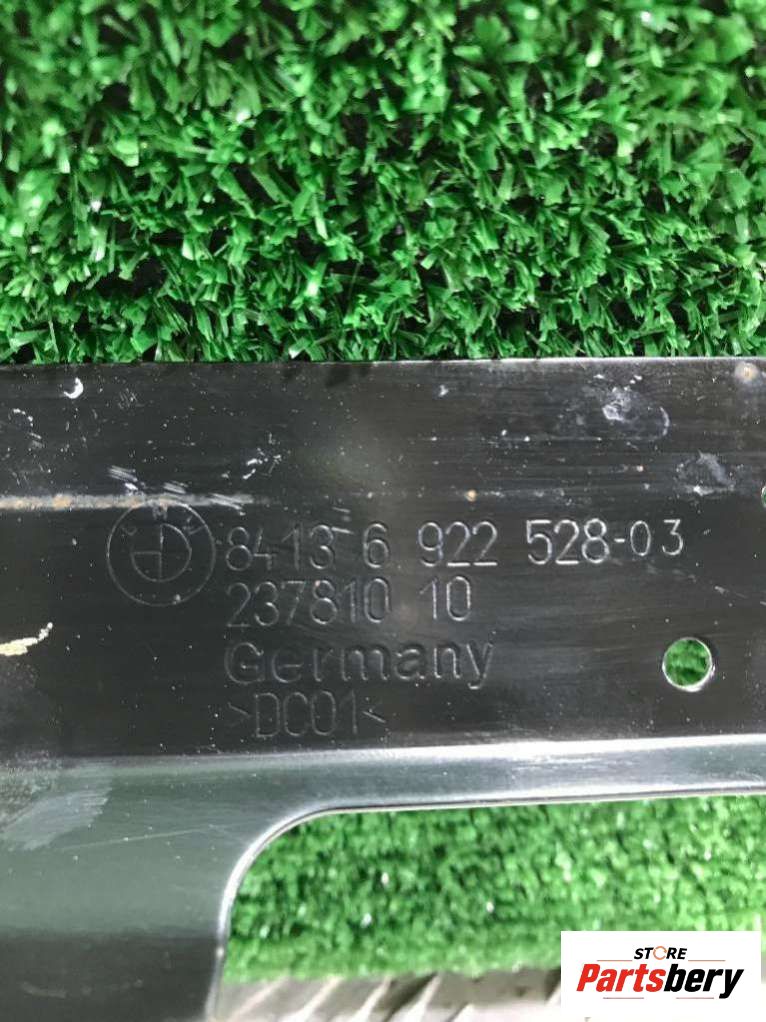 8413 6 922 528-03
237810 10
Germany
>DC01<
STORE
Partsbery